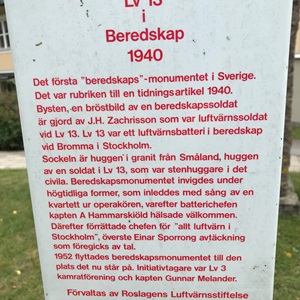 Lv 13
i
Beredskap
1940
Det första "beredskaps"-monumentet i Sverige.
Det var rubriken till en tidningsartikel 1940.
Bysten, en bröstbild av en beredskapssoldat
är gjord av J.H. Zachrisson som var luftvärnssoldat
vid Lv 13. Lv 13 var ett luftvärnsbatteri i beredskap
vid Bromma i Stockholm.
Sockeln är huggen i granit från Småland, huggen
av en soldat i Lv 13, som var stenhuggare i det
civila. Beredskapsmonumentet invigdes under
högtidliga former, som inleddes med sång av en
kvartett ur operakören, varefter batterichefen
kapten A Hammarskiöld hälsade välkommen.
Därefter förrättade chefen för "allt luftvärn i
Stockholm", överste Einar Sporrong avtäckning
som föregicks av tal.
1952 flyttades beredskapsmonumentet till den
plats det nu står på. Initiativtagare var Lv 3
kamratförening och kapten Gunnar Melander.
Förvaltas av Roslagens Luftvärnsstiftelse